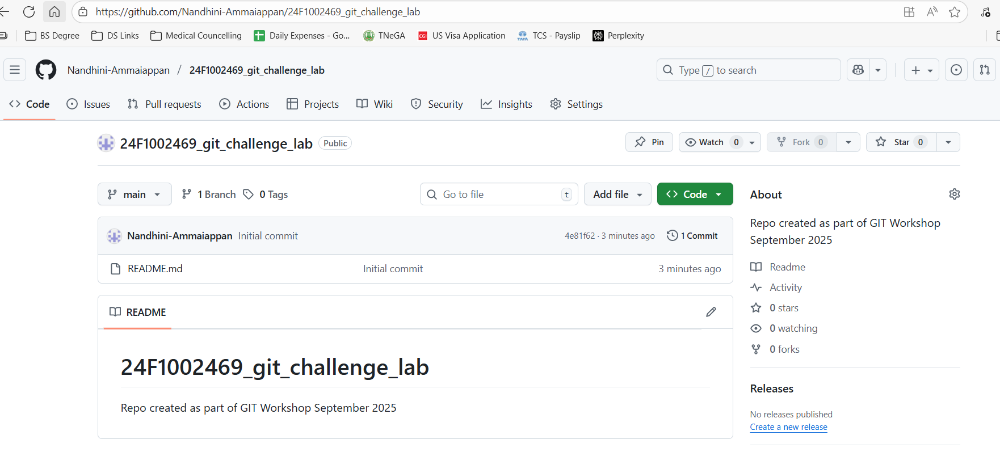 https://github.com/Nandhini-Ammaiappan/24F1002469_git_challenge_lab
BS Degree DS Links Medical Councelling Daily Expenses - Go... TNeGA CGI US Visa Application TATA TCS - Payslip Perplexity
Nandhini-Ammaiappan / 24F1002469_git_challenge_lab Type / to search
Code Issues Pull requests Actions Projects Wiki Security Insights Settings
24F1002469_git_challenge_lab Public Pin Watch 0 Fork 0 Star 0
main 1 Branch 0 Tags Go to file t Add file Code
Nandhini-Ammaiappan Initial commit 4e81f62 · 3 minutes ago 1 Commit
README.md Initial commit 3 minutes ago
README
24F1002469_git_challenge_lab
Repo created as part of GIT Workshop September 2025
About
Repo created as part of GIT Workshop
September 2025
Readme
Activity
0 stars
0 watching
0 forks
Releases
No releases published
Create a new release